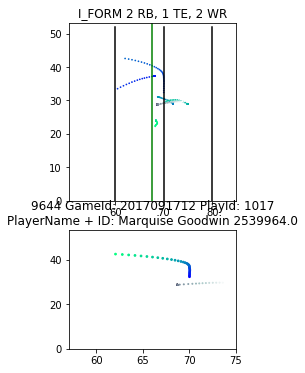 I_FORM 2 RB, 1 TE, 2 WR
50
40
30
20
10
0
60 70 80
9644 GameId: 2017091712 PlayId: 1017
PlayerName + ID: Marquise Goodwin 2539964.0
40
20
0
60 65 70 75